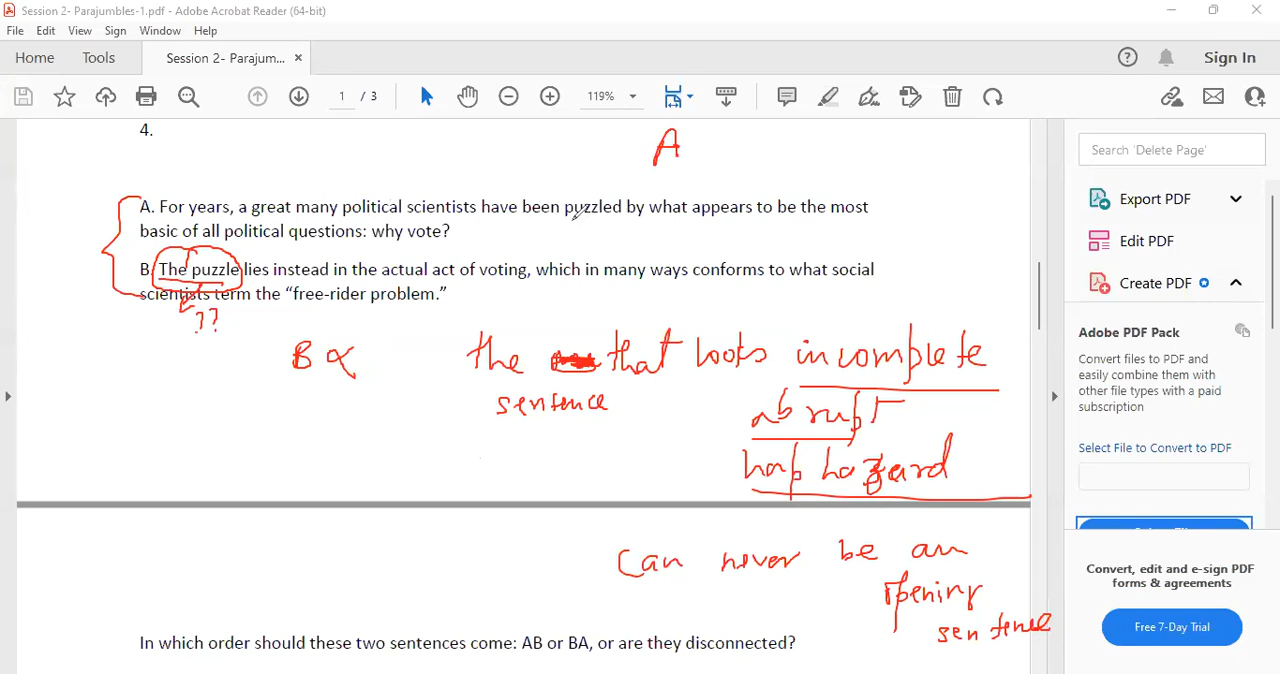 Session 2- Parajumbles-1.pdf - Adobe Acrobat Reader (64-bit)
File Edit View Sign Window Help
Home Tools Session 2- Parajum... × Sign In
1 / 3 119%
4.
A
Search 'Delete Page'
Export PDF
A. For years, a great many political scientists have been puzzled by what appears to be the most
basic of all political questions: why vote?
Edit PDF
B. The puzzle lies instead in the actual act of voting, which in many ways conforms to what social
scientists term the “free-rider problem.”
Create PDF
??
Adobe PDF Pack
Convert files to PDF and
easily combine them with
other file types with a paid
subscription
B
the that looks incomplete
sentence
abrupt
haphazard
Select File to Convert to PDF
can never be an
opening
sentence
Convert, edit and e-sign PDF
forms & agreements
Free 7-Day Trial
In which order should these two sentences come: AB or BA, or are they disconnected?